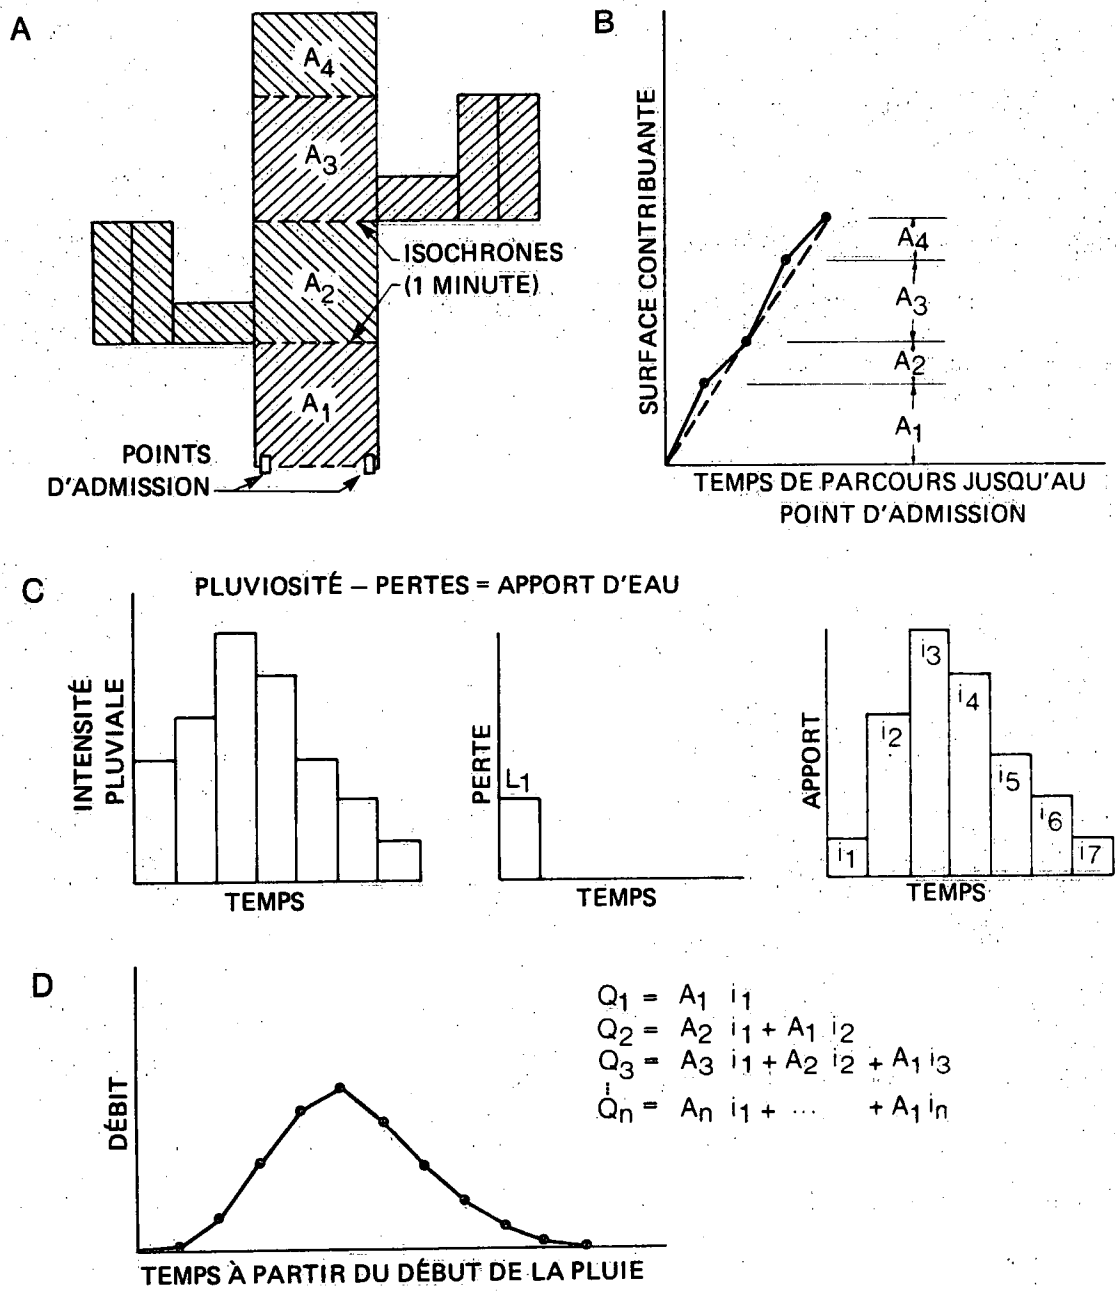 A
A4
A3
A2
A1
ISOCHRONES
(1 MINUTE)
POINTS
D'ADMISSION
B
SURFACE CONTRIBUANTE
A4
A3
A2
A1
TEMPS DE PARCOURS JUSQU'AU
POINT D'ADMISSION
C
PLUVIOSITÉ – PERTES = APPORT D'EAU
INTENSITÉ
PLUVIALE
TEMPS
PERTE
L1
TEMPS
APPORT
i1
i2
i3
i4
i5
i6
i7
TEMPS
D
DÉBIT
TEMPS À PARTIR DU DÉBUT DE LA PLUIE
Q1 = A1 i1
Q2 = A2 i1 + A1 i2
Q3 = A3 i1 + A2 i2 + A1 i3
Qn = An i1 + ... + A1 in